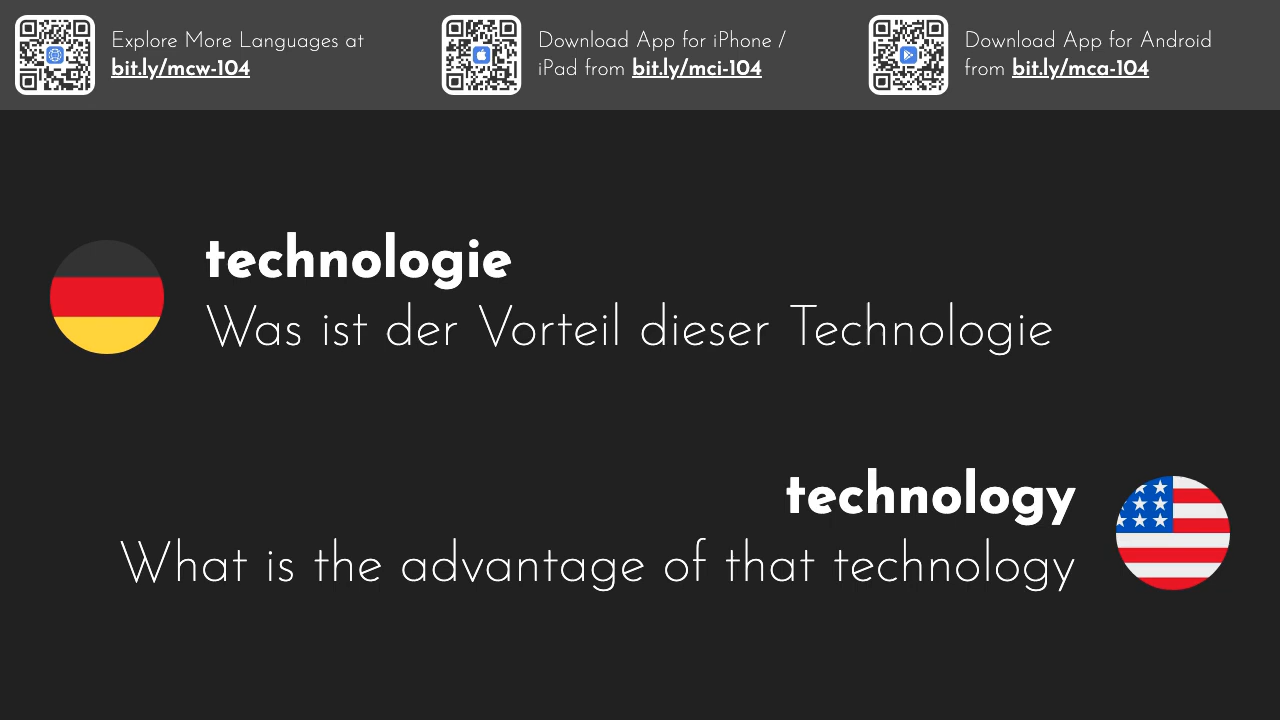 Explore More Languages at
bit.ly/mcw-104
Download App for iPhone /
iPad from bit.ly/mci-104
Download App for Android
from bit.ly/mca-104
technologie
Was ist der Vorteil dieser Technologie
technology
What is the advantage of that technology